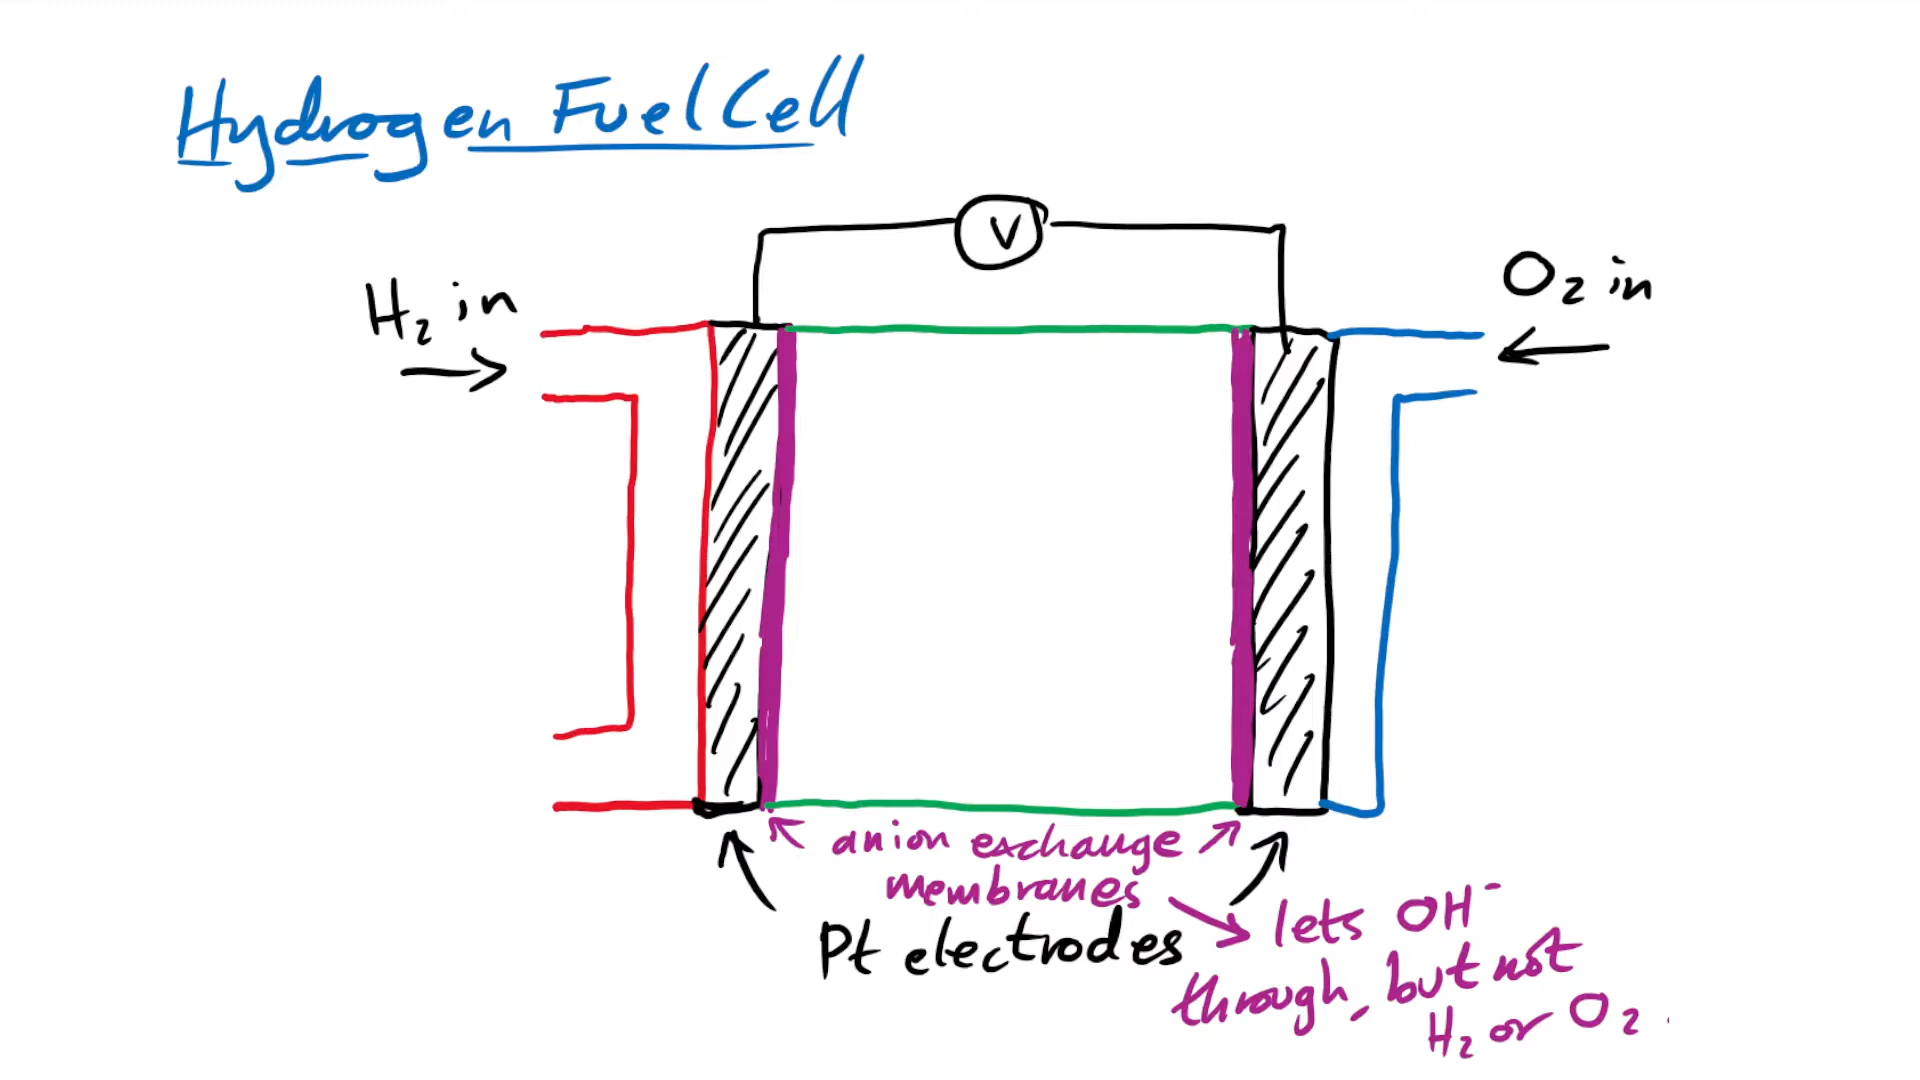 Hydrogen Fuel Cell
V
H₂ in
O₂ in
anion exchange
membranes
Pt electrodes
lets OH⁻
through, but not
H₂ or O₂.